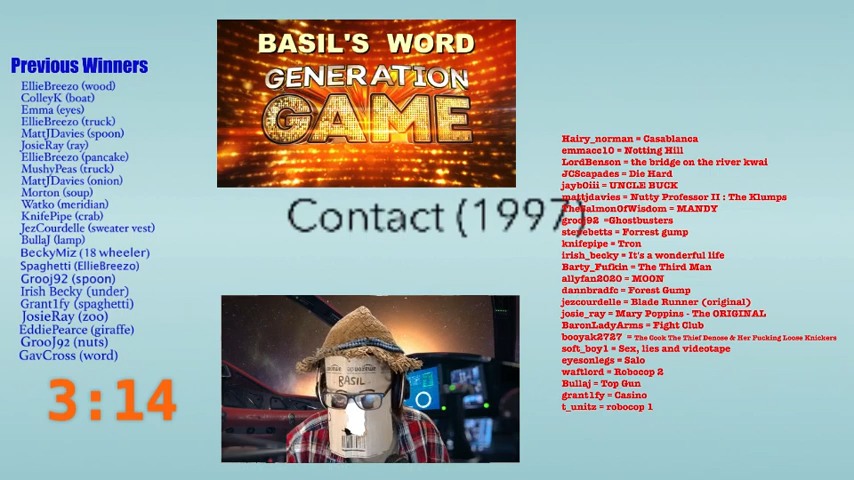 Previous Winners
EllieBreezo (wood)
ColleyK (boat)
Emma (eyes)
EllieBreezo (truck)
MattJDavies (spoon)
JosieRay (ray)
EllieBreezo (pancake)
MushyPeas (truck)
MattJDavies (onion)
Morton (soup)
Watko (meridian)
KnifePipe (crab)
JezCourdelle (sweater vest)
BullaJ (lamp)
BeckyMiz (18 wheeler)
Spaghetti (EllieBreezo)
Grooj92 (spoon)
Irish Becky (under)
Grant1fy (spaghetti)
JosieRay (zoo)
EddiePearce (giraffe)
GrooJ92 (nuts)
GavCross (word)
3:14
BASIL'S WORD
GENERATION
GAME
Contact (1997)
BASIL
Hairy_norman = Casablanca
emmacc10 = Notting Hill
LordBenson = the bridge on the river kwai
JCScapades = Die Hard
jayb0iii = UNCLE BUCK
mattjdavies = Nutty Professor II : The Klumps
TheSalmonOfWisdom = MANDY
grooj92 =Ghostbusters
stevebetts = Forrest gump
knifepipe = Tron
irish_becky = It's a wonderful life
Barty_Fufkin = The Third Man
allyfan2020 = MOON
dannbradfc = Forest Gump
jezcourdelle = Blade Runner (original)
josie_ray = Mary Poppins - The ORIGINAL
BaronLadyArms = Fight Club
booyak2727 = The Cook The Thief Denose & Her Pucking Loose Knickers
soft_boy1 = Sex, lies and videotape
eyesonlegs = Salo
waftlord = Robocop 2
Bullaj = Top Gun
grant1fy = Casino
t_unitz = robocop 1